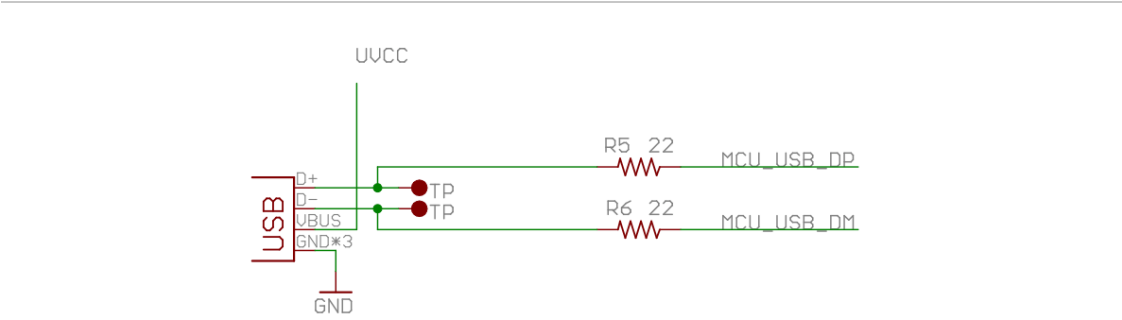 UVCC
R5 22
MCU_USB_DP
D+
TP
D-
TP
R6 22
MCU_USB_DM
VBUS
USB
GND*3
GND